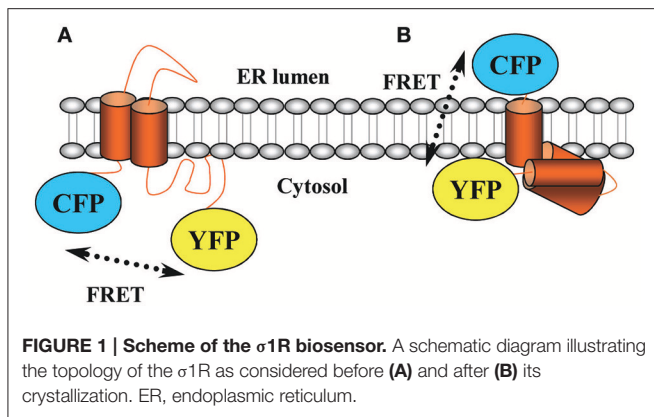 A
B
ER lumen
FRET
CFP
CFP
Cytosol
YFP
YFP
FRET
FIGURE 1 | Scheme of the σ1R biosensor. A schematic diagram illustrating
the topology of the σ1R as considered before (A) and after (B) its
crystallization. ER, endoplasmic reticulum.